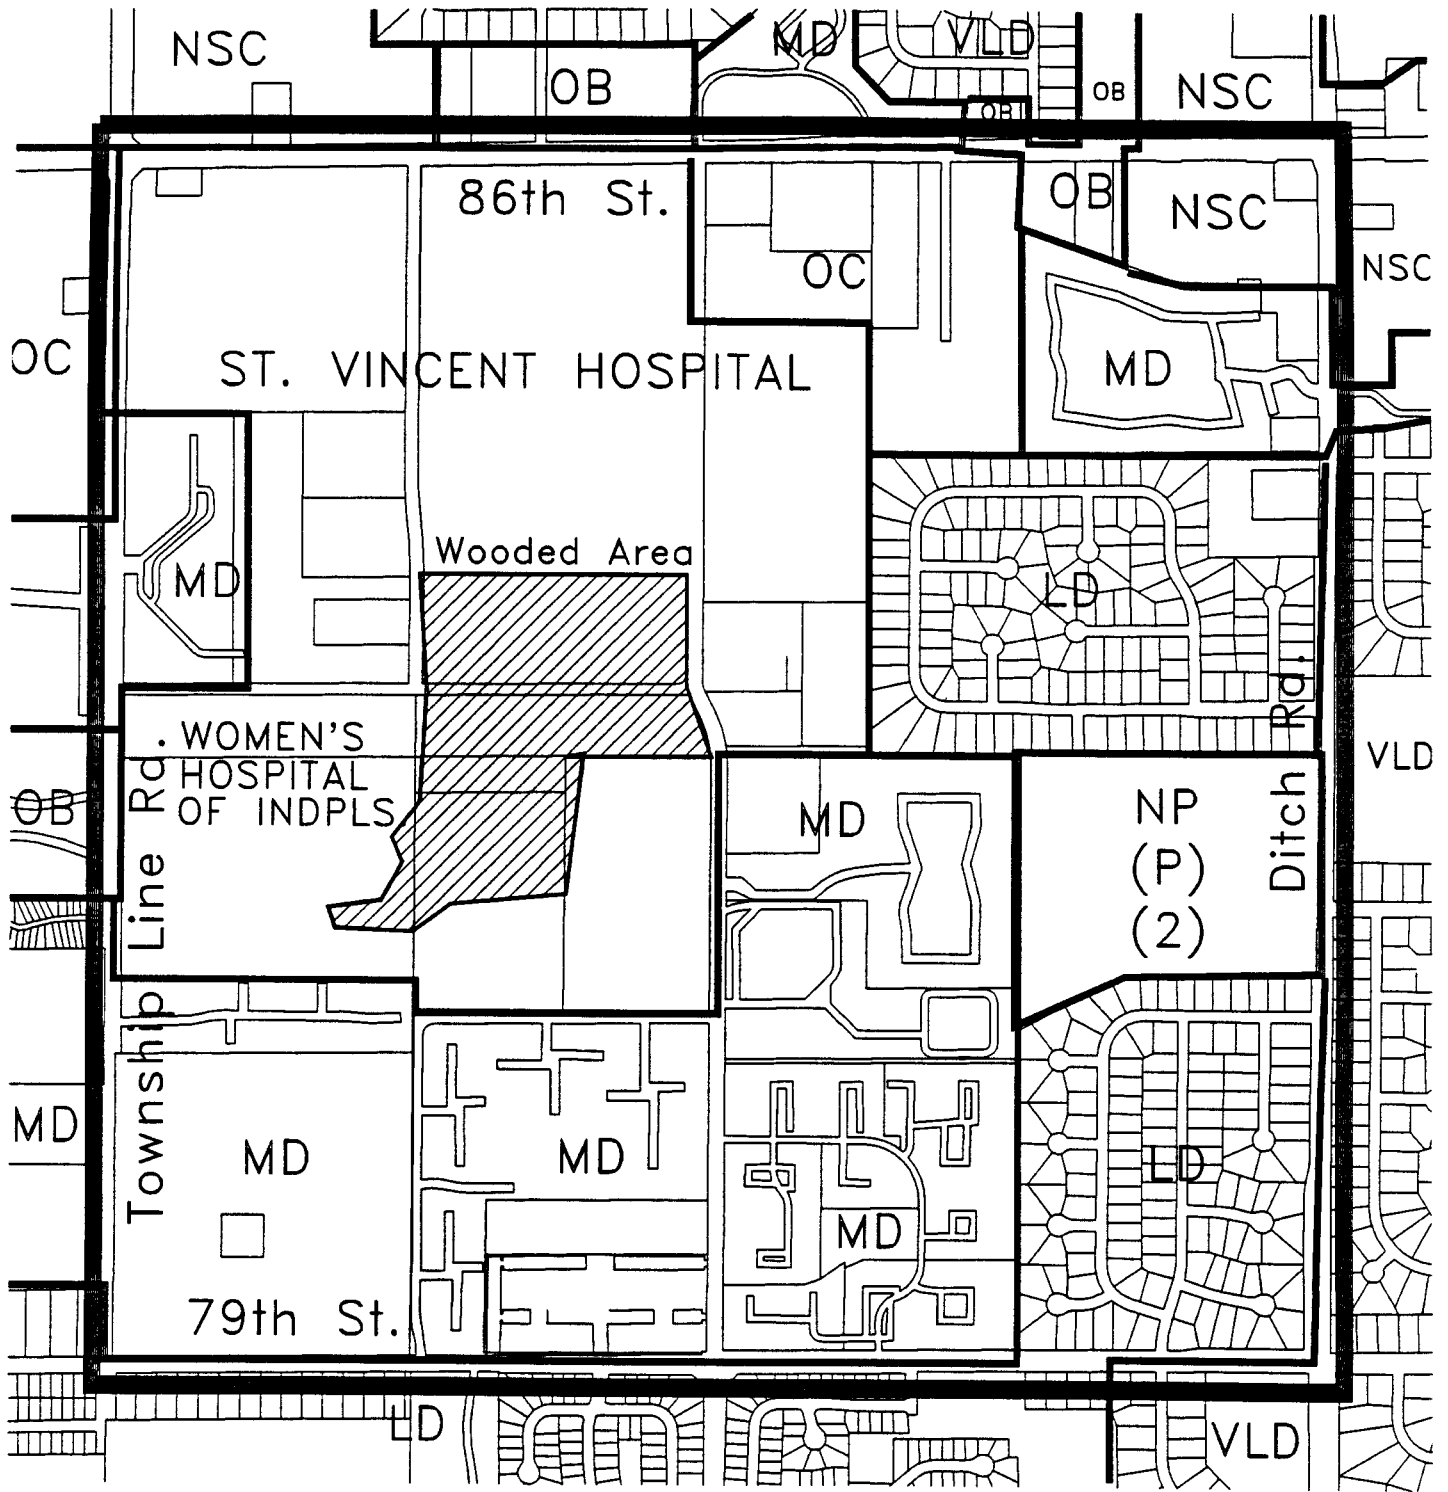 NSC
MD
VLD
OB
OB
NSC
OB
86th St.
OB
NSC
OC
NSC
OC
ST. VINCENT HOSPITAL
MD
Wooded Area
MD
LD
Township Line Rd.
WOMEN'S
HOSPITAL
OF INDPLS.
Ditch Rd.
VLD
OB
MD
NP
(P)
(2)
MD
MD
MD
LD
MD
79th St.
LD
VLD